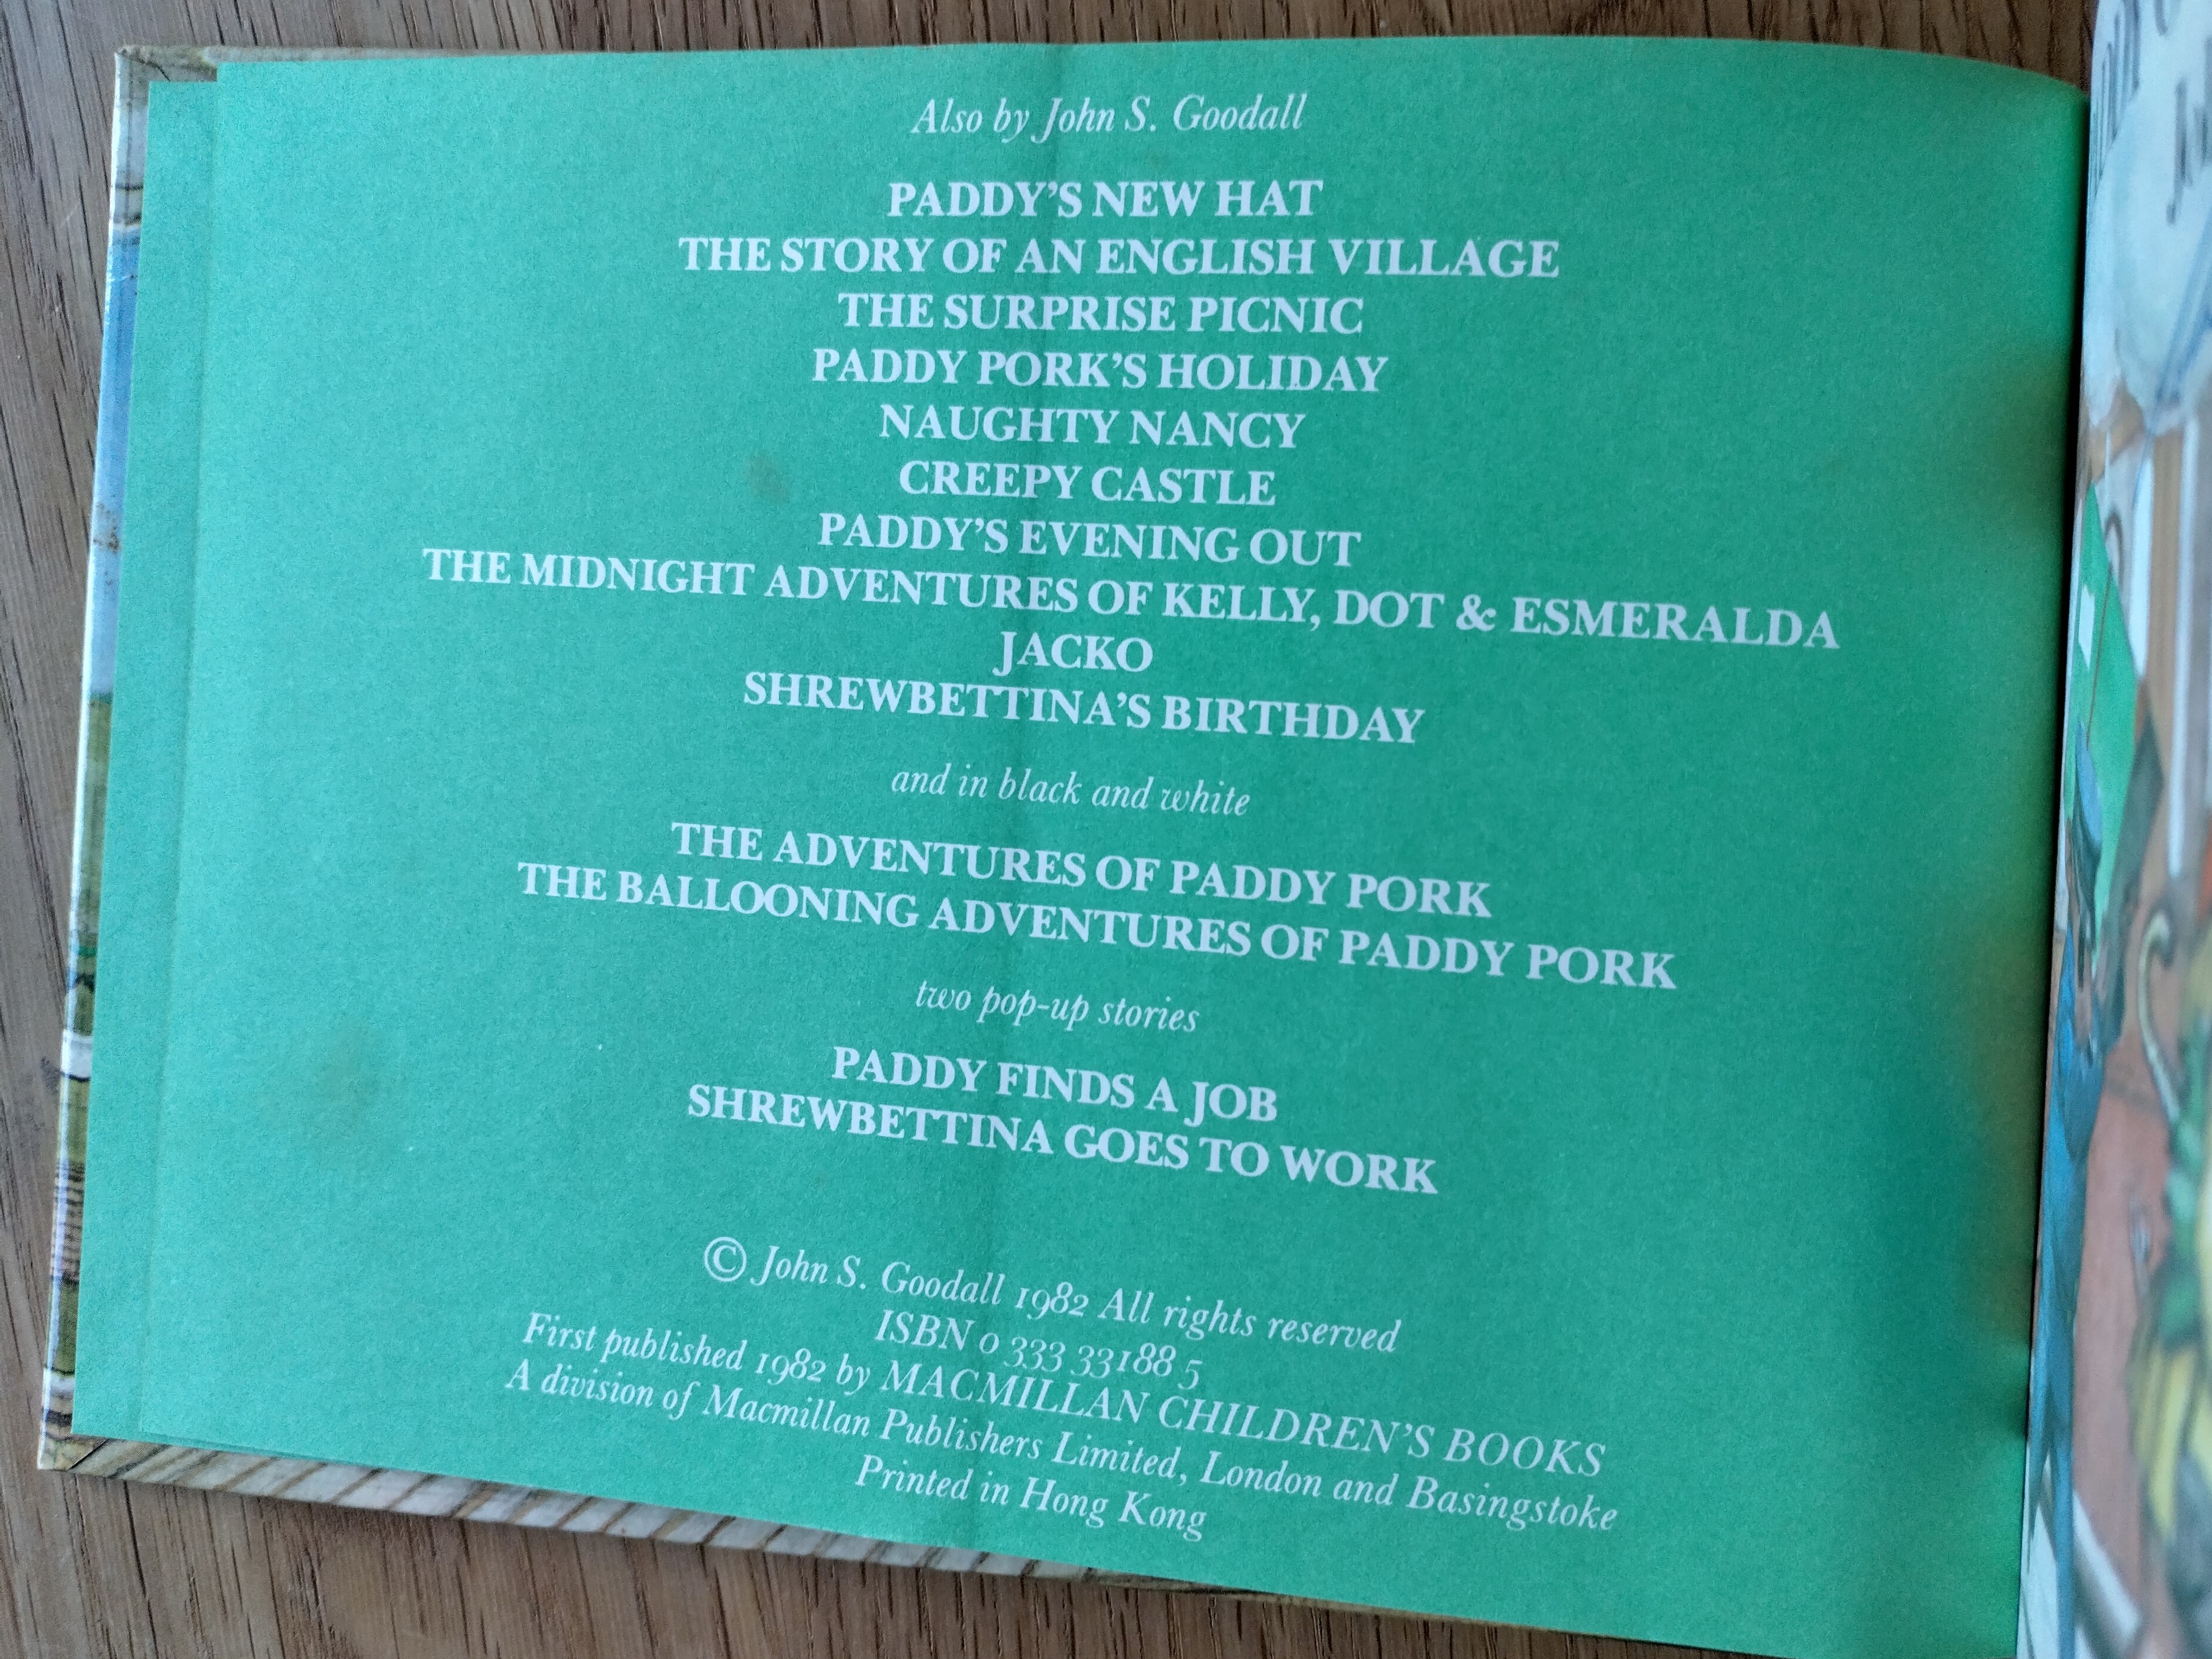 Also by John S. Goodall
PADDY'S NEW HAT
THE STORY OF AN ENGLISH VILLAGE
THE SURPRISE PICNIC
PADDY PORK'S HOLIDAY
NAUGHTY NANCY
CREEPY CASTLE
PADDY'S EVENING OUT
THE MIDNIGHT ADVENTURES OF KELLY, DOT & ESMERALDA
JACKO
SHREWBETTINA'S BIRTHDAY
and in black and white
THE ADVENTURES OF PADDY PORK
THE BALLOONING ADVENTURES OF PADDY PORK
two pop-up stories
PADDY FINDS A JOB
SHREWBETTINA GOES TO WORK
© John S. Goodall 1982 All rights reserved
ISBN 0 333 33188 5
First published 1982 by MACMILLAN CHILDREN'S BOOKS
A division of Macmillan Publishers Limited, London and Basingstoke
Printed in Hong Kong